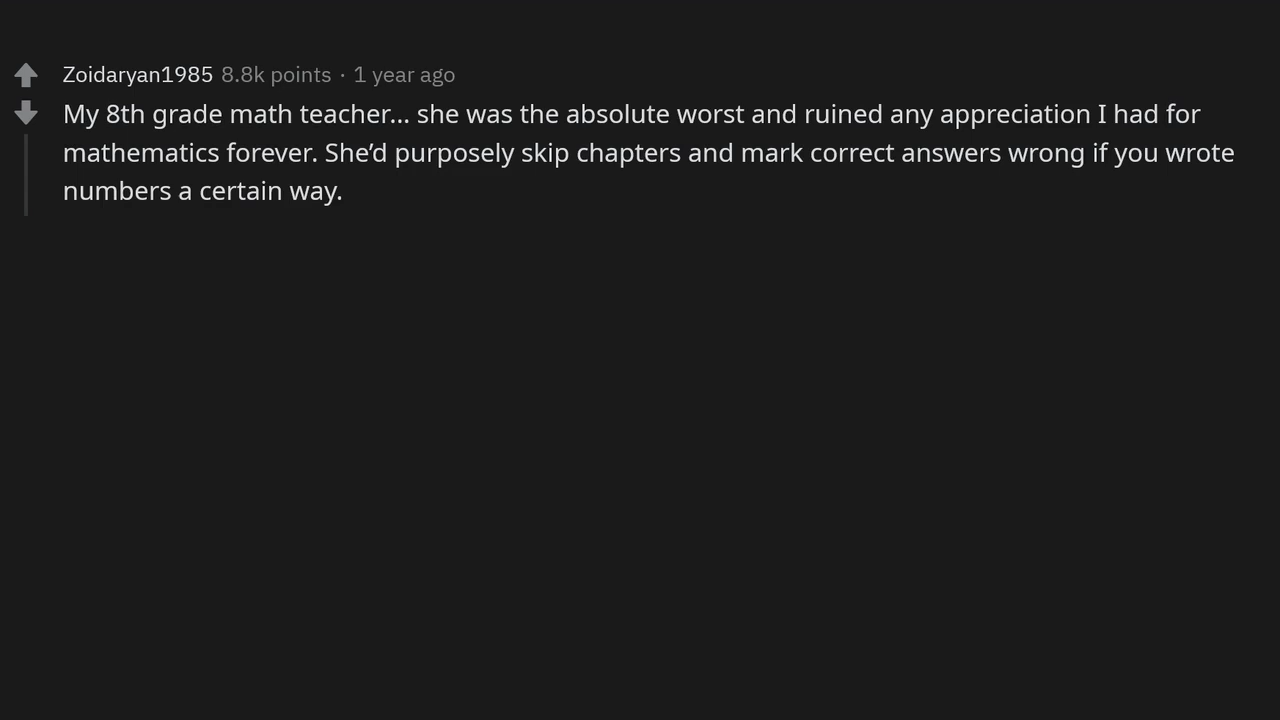 Zoidaryan1985 8.8k points · 1 year ago
My 8th grade math teacher... she was the absolute worst and ruined any appreciation I had for
mathematics forever. She’d purposely skip chapters and mark correct answers wrong if you wrote
numbers a certain way.